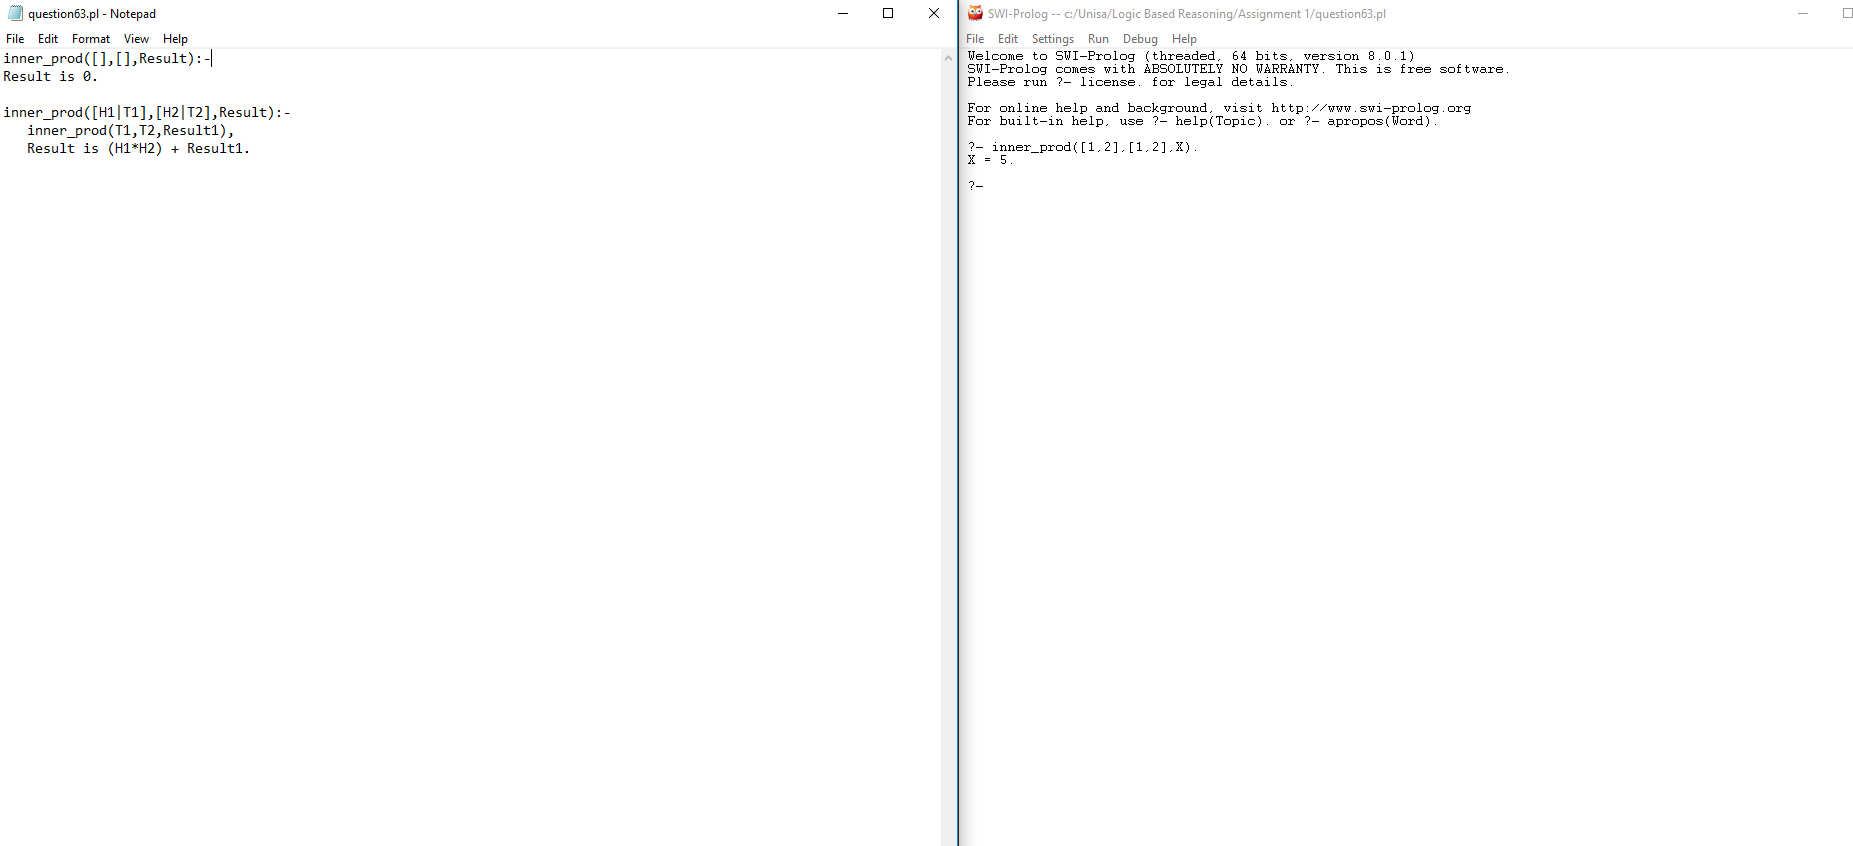 question63.pl - Notepad
File Edit Format View Help
inner_prod([],[],Result):-
Result is 0.
inner_prod([H1|T1],[H2|T2],Result):-
inner_prod(T1,T2,Result1),
Result is (H1*H2) + Result1.
SWI-Prolog -- c:/Unisa/Logic Based Reasoning/Assignment 1/question63.pl
File Edit Settings Run Debug Help
Welcome to SWI-Prolog (threaded, 64 bits, version 8.0.1)
SWI-Prolog comes with ABSOLUTELY NO WARRANTY. This is free software.
Please run ?- license. for legal details.
For online help and background, visit http://www.swi-prolog.org
For built-in help, use ?- help(Topic). or ?- apropos(Word).
?- inner_prod([1,2],[1,2],X).
X = 5.
?-